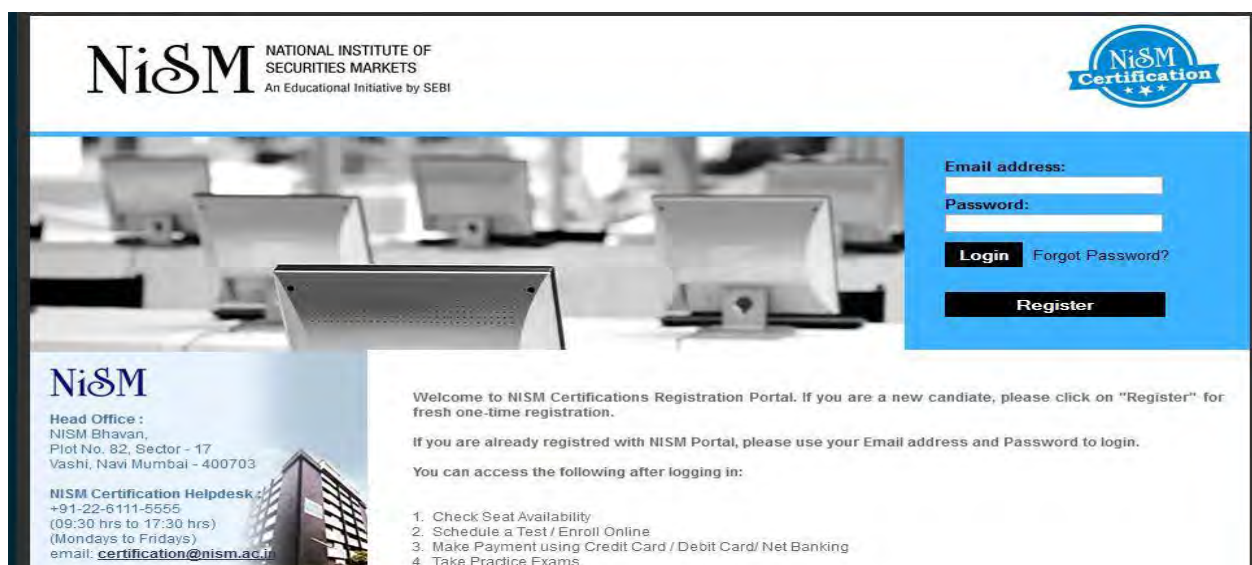 NiSM
NATIONAL INSTITUTE OF
SECURITIES MARKETS
An Educational Initiative by SEBI
NiSM
Certification
Email address:
Password:
Login Forgot Password?
Register
NiSM
Head Office :
NISM Bhavan,
Plot No. 82, Sector - 17
Vashi, Navi Mumbai - 400703
NISM Certification Helpdesk :
+91-22-6111-5555
(09:30 hrs to 17:30 hrs)
(Mondays to Fridays)
email: certification@nism.ac.in
Welcome to NISM Certifications Registration Portal. If you are a new candiate, please click on "Register" for
fresh one-time registration.
If you are already registred with NISM Portal, please use your Email address and Password to login.
You can access the following after logging in:
1. Check Seat Availability
2. Schedule a Test / Enroll Online
3. Make Payment using Credit Card / Debit Card/ Net Banking
4. Take Practice Exams